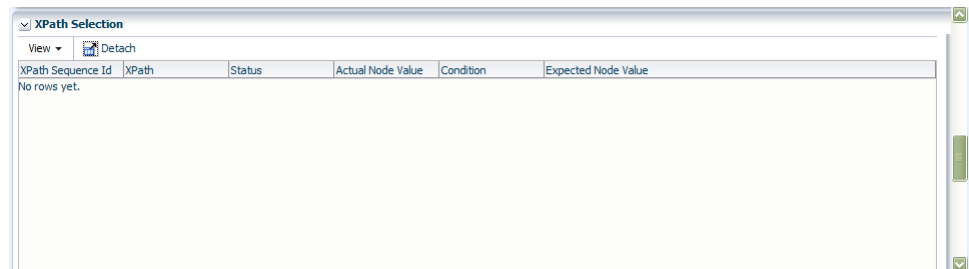 XPath Selection
View Detach
XPath Sequence Id XPath Status Actual Node Value Condition Expected Node Value
No rows yet.